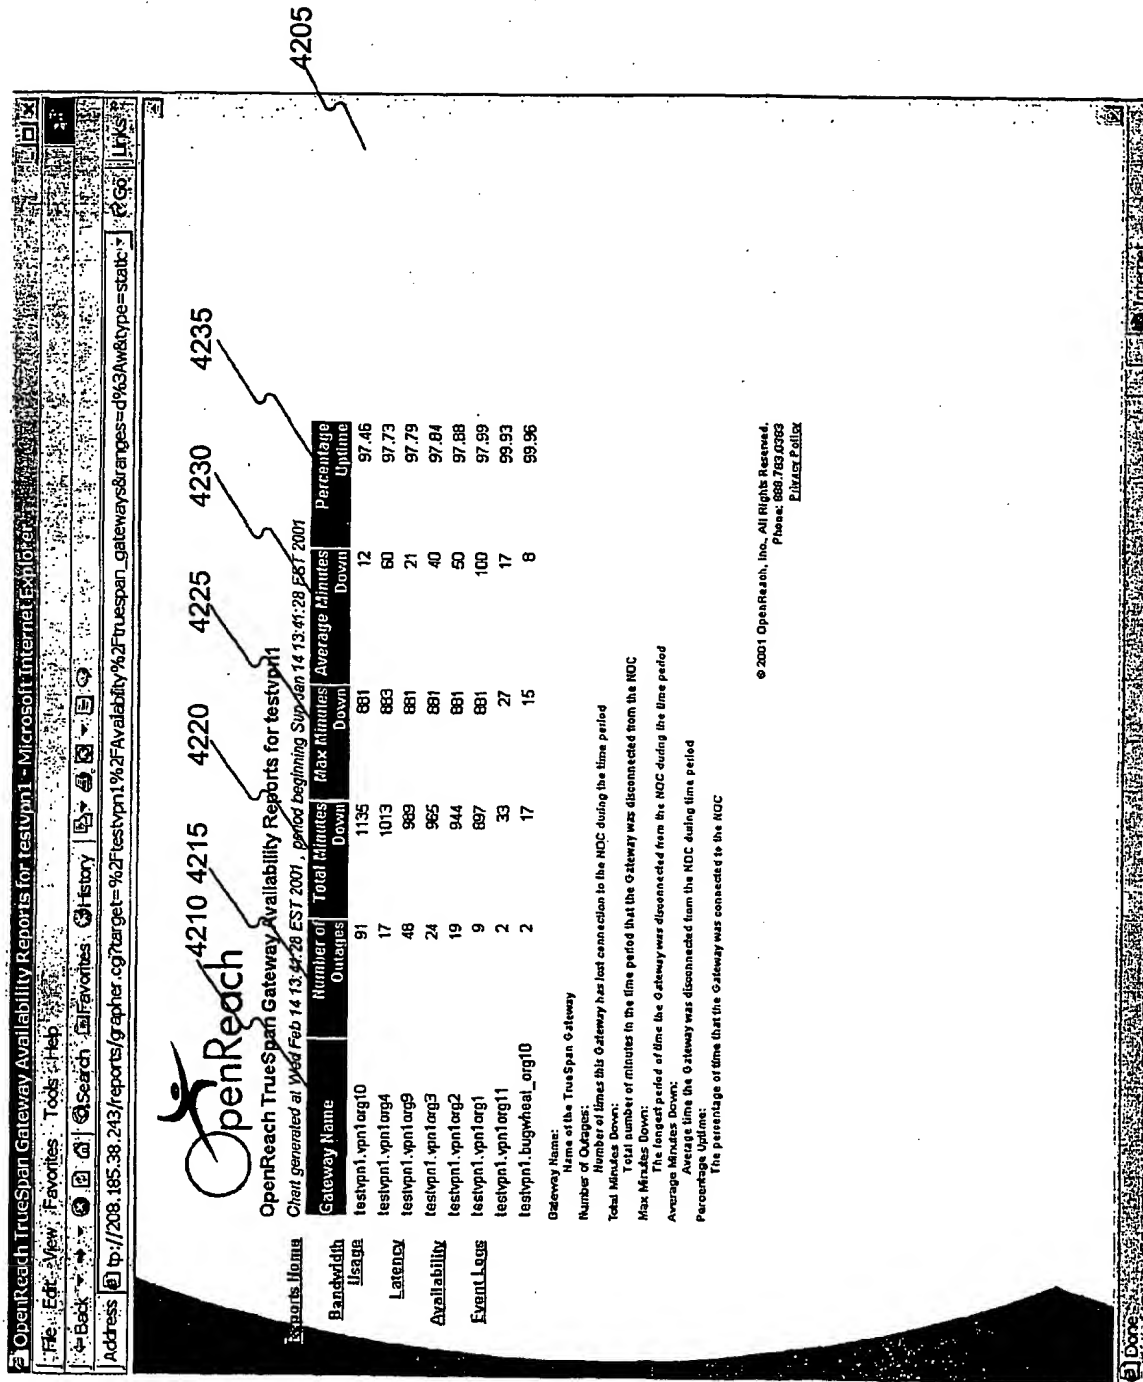 OpenReach TrueSpan Gateway Availability Reports for testvpn1 - Microsoft Internet Explorer
File Edit View Favorites Tools Help
Back Search Favorites History
Address tp://208.185.38.243/reports/grapher.cgi?target=%2Ftestvpn1%2FAvailability%2Ftruespan_gateways&ranges=d%3Aw&type=static Go Links
OpenReach
4210 4215 4220 4225 4230 4235 4205
OpenReach TrueSpan Gateway Availability Reports for testvpn1
Chart generated at Wed Feb 14 13:41:28 EST 2001 , period beginning Sun Jan 14 13:41:28 EST 2001
Reports Home
Bandwidth
Usage
Latency
Availability
Event Logs
Gateway Name Number of Outages Total Minutes Down Max Minutes Down Average Minutes Down Percentage Uptime
testvpn1.vpn1org10 91 1135 881 12 97.46
testvpn1.vpn1org4 17 1013 883 60 97.73
testvpn1.vpn1org9 48 989 881 21 97.79
testvpn1.vpn1org3 24 965 881 40 97.84
testvpn1.vpn1org2 19 944 881 50 97.88
testvpn1.vpn1org1 9 897 881 100 97.99
testvpn1.vpn1org11 2 33 27 17 99.93
testvpn1.bugwheat_org10 2 17 15 8 99.96
Gateway Name:
Name of the TrueSpan Gateway
Number of Outages:
Number of times this Gateway has lost connection to the NOC during the time period
Total Minutes Down:
Total number of minutes in the time period that the Gateway was disconnected from the NOC
Max Minutes Down:
The longest period of time the Gateway was disconnected from the NOC during the time period
Average Minutes Down:
Average time the Gateway was disconnected from the NOC during time period
Percentage Uptime:
The percentage of time that the Gateway was connected to the NOC
© 2001 OpenReach, Inc., All Rights Reserved.
Phone: 888.783.0383
Privacy Policy
Done Internet